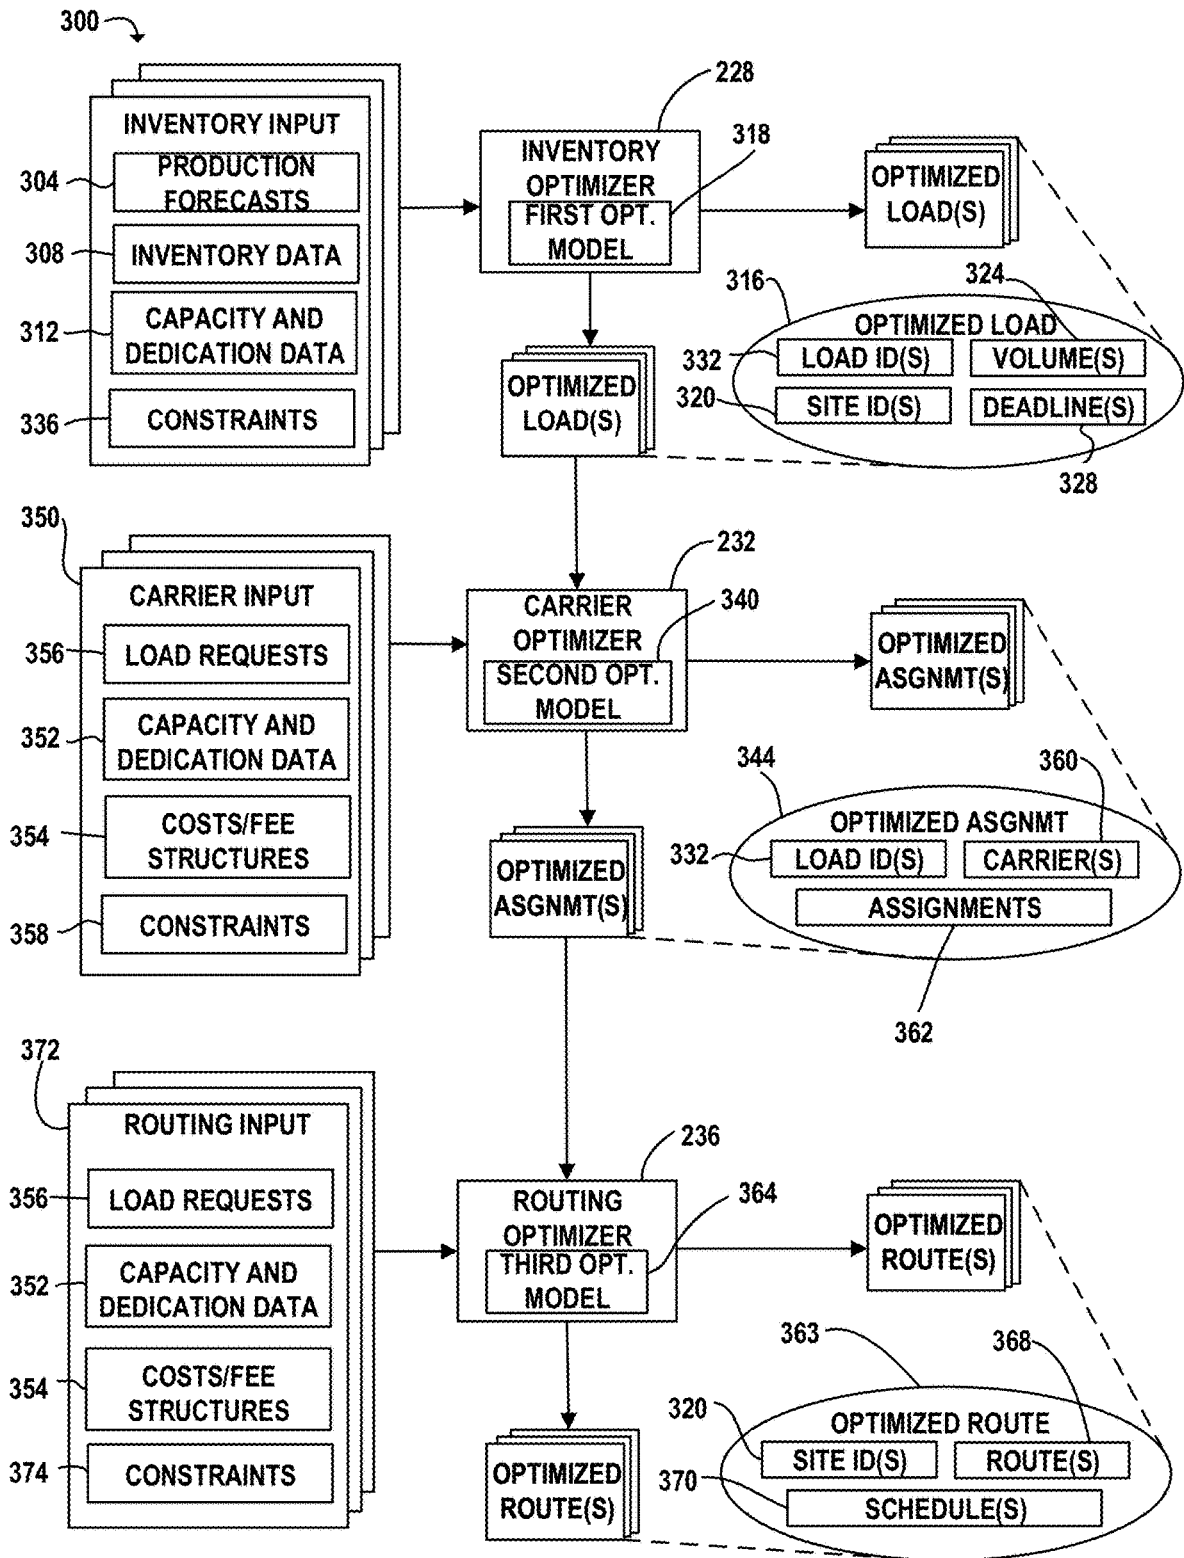 300
INVENTORY INPUT
304
PRODUCTION
FORECASTS
308
INVENTORY DATA
312
CAPACITY AND
DEDICATION DATA
336
CONSTRAINTS
228
INVENTORY
OPTIMIZER
318
FIRST OPT.
MODEL
OPTIMIZED
LOAD(S)
OPTIMIZED
LOAD(S)
316
324
OPTIMIZED LOAD
332
LOAD ID(S)
VOLUME(S)
320
SITE ID(S)
DEADLINE(S)
328
350
CARRIER INPUT
356
LOAD REQUESTS
352
CAPACITY AND
DEDICATION DATA
354
COSTS/FEE
STRUCTURES
358
CONSTRAINTS
232
CARRIER
OPTIMIZER
340
SECOND OPT.
MODEL
OPTIMIZED
ASGNMT(S)
OPTIMIZED
ASGNMT(S)
344
360
OPTIMIZED ASGNMT
332
LOAD ID(S)
CARRIER(S)
ASSIGNMENTS
362
372
ROUTING INPUT
356
LOAD REQUESTS
352
CAPACITY AND
DEDICATION DATA
354
COSTS/FEE
STRUCTURES
374
CONSTRAINTS
236
ROUTING
OPTIMIZER
364
THIRD OPT.
MODEL
OPTIMIZED
ROUTE(S)
OPTIMIZED
ROUTE(S)
363
368
OPTIMIZED ROUTE
320
SITE ID(S)
ROUTE(S)
370
SCHEDULE(S)